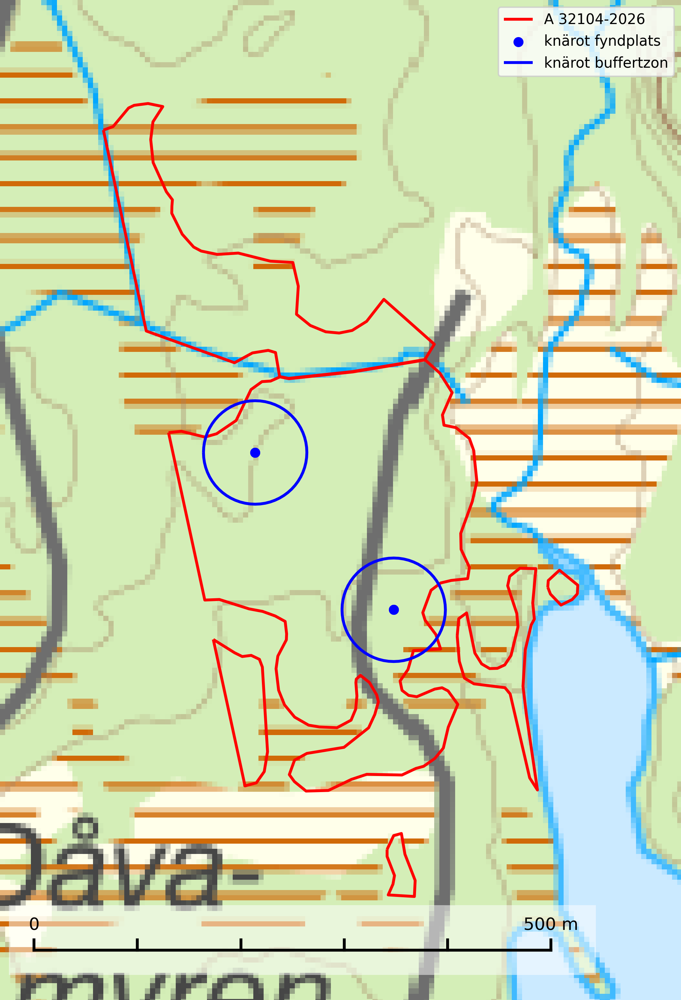 A 32104-2026
knärot fyndplats
knärot buffertzon
Dåva-
0 500 m
myren